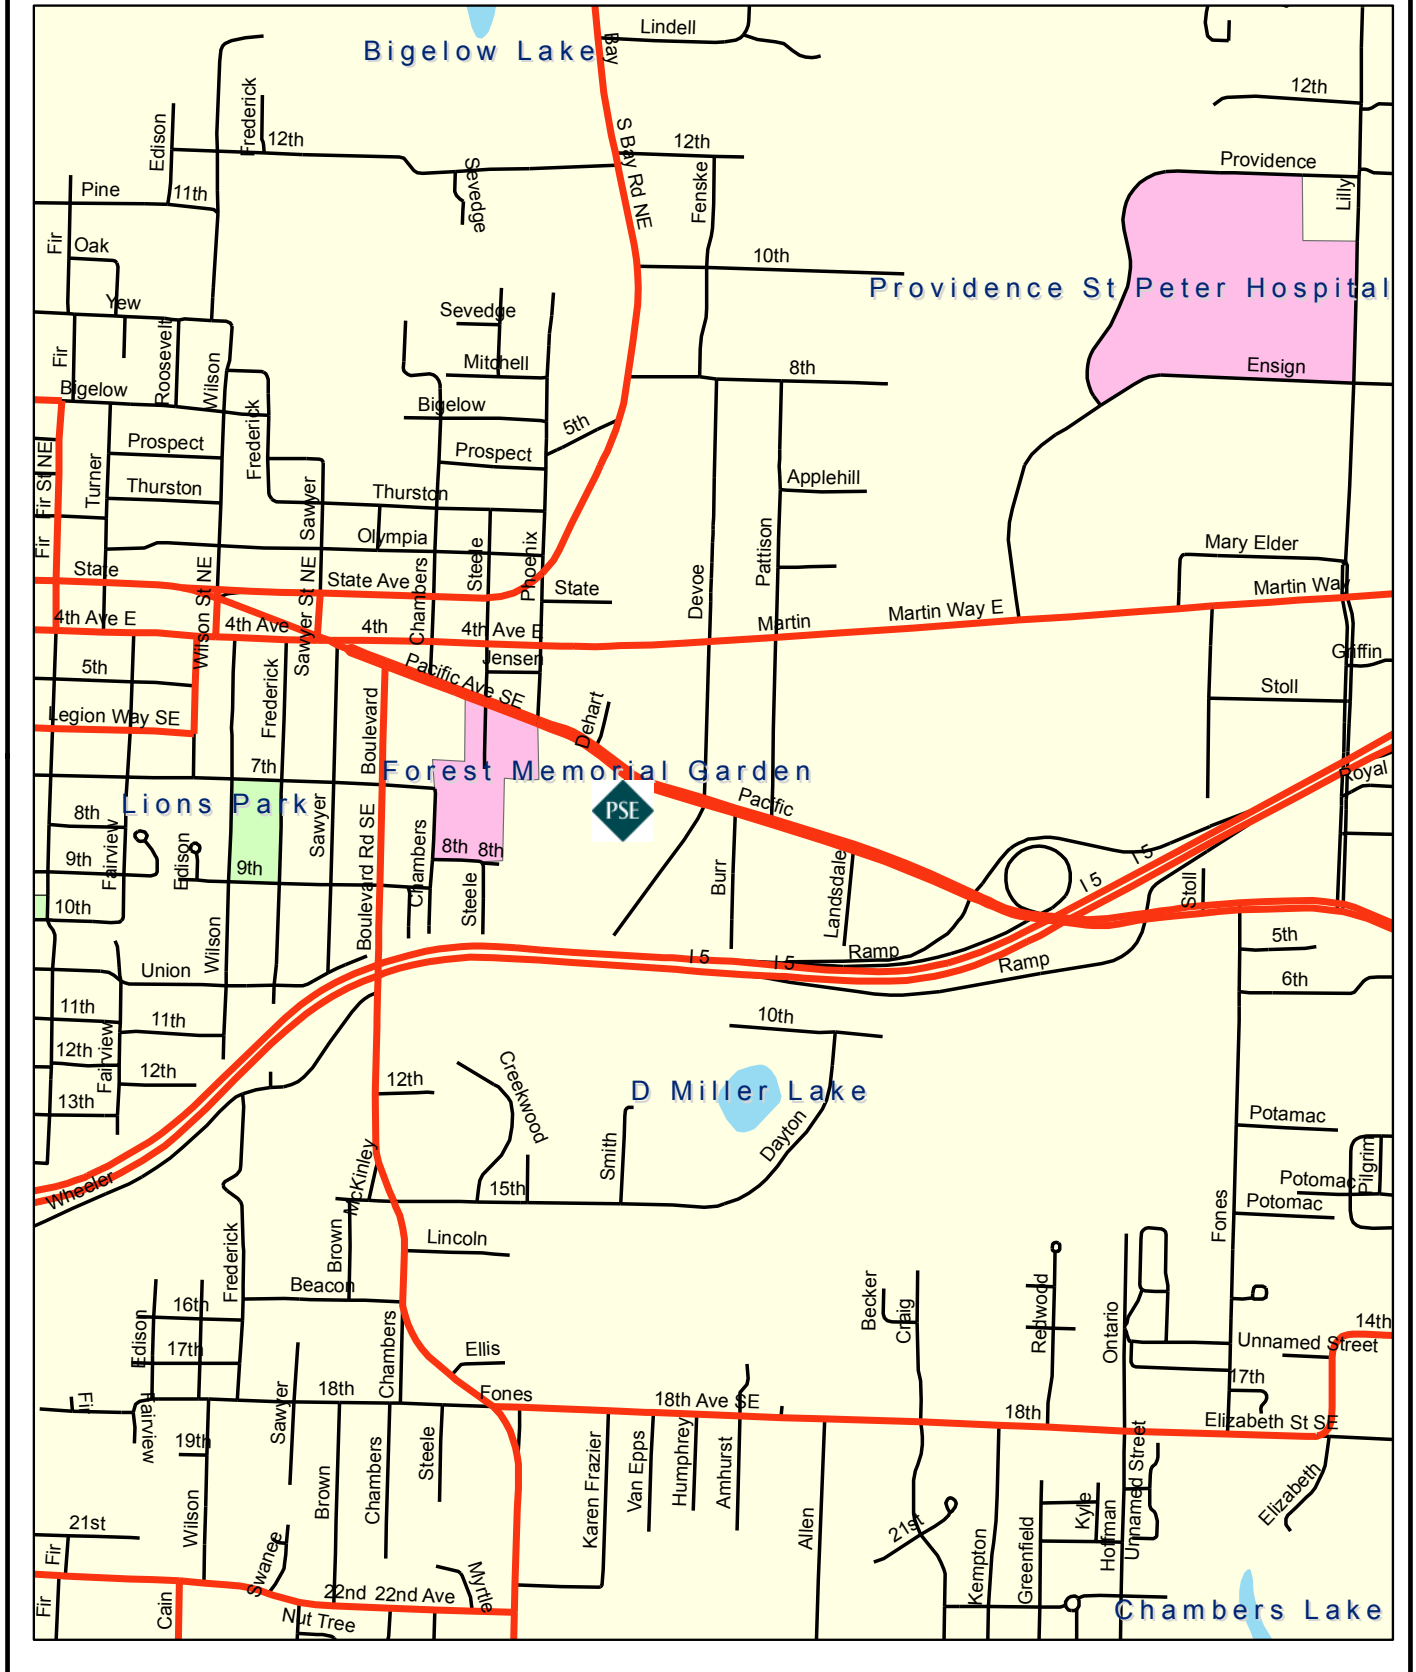 Lindell
Bay
Bigelow Lake
12th
Frederick
Edison
12th
S Bay Rd NE
12th
Providence
Sevedge
Fenske
Pine
11th
Lilly
Fir
Oak
10th
Providence St Peter Hospital
Yew
Sevedge
Roosevelt
Fir
Wilson
Mitchell
8th
Ensign
Bigelow
Bigelow
Frederick
5th
Prospect
Prospect
Fir St NE
Turner
Thurston
Thurston
Applehill
Sawyer
Fir
Olympia
Steele
Phoenix
Pattison
Mary Elder
State
Wilson St NE
Sawyer St NE
State Ave
Chambers
State
Devoe
Martin Way
4th Ave E
4th Ave
4th
4th Ave E
Martin
Martin Way E
5th
Jensen
Griffin
Pacific Ave SE
Stoll
Frederick
Legion Way SE
Boulevard
Dehart
7th
Forest Memorial Garden
Royal
Lions Park
PSE
Pacific
8th
Sawyer
Fairview
Edison
Boulevard Rd SE
Chambers
8th
8th
9th
9th
I 5
I 5
Burr
Landsdale
Stoll
Steele
10th
Wilson
5th
Union
I 5
I 5
Ramp
Ramp
6th
11th
11th
10th
12th
Fairview
12th
12th
Creekwood
D Miller Lake
13th
Potamac
Smith
Dayton
Pilgrim
Wheeler
McKinley
15th
Potomac
Potomac
Fones
Frederick
Brown
Lincoln
Beacon
Becker
Craig
Redwood
Ontario
16th
14th
Edison
17th
Chambers
Ellis
Unnamed Street
17th
Fir
Fairview
Sawyer
18th
Fones
18th Ave SE
18th
Elizabeth St SE
19th
Steele
Karen Frazier
Van Epps
Humphrey
Amhurst
Unnamed Street
Elizabeth
Wilson
Brown
Chambers
Allen
21st
Kyle
Hoffman
21st
Fir
Swanee
Myrtle
Kempton
Greenfield
22nd
22nd Ave
Fir
Cain
Nut Tree
Chambers Lake